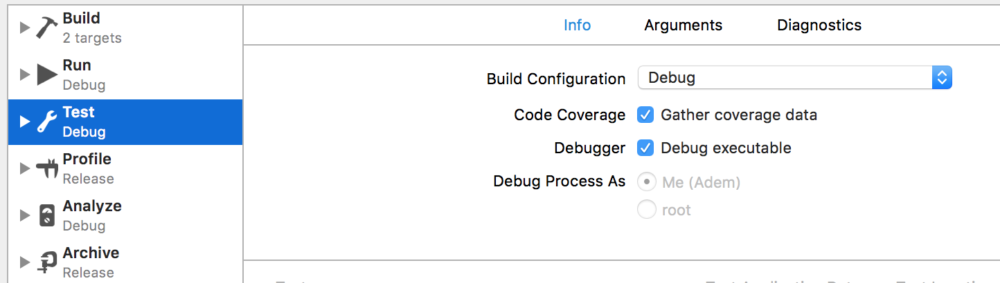 Build
2 targets
Run
Debug
Test
Debug
Profile
Release
Analyze
Debug
Archive
Release
Info Arguments Diagnostics
Build Configuration Debug
Code Coverage Gather coverage data
Debugger Debug executable
Debug Process As Me (Adem)
root